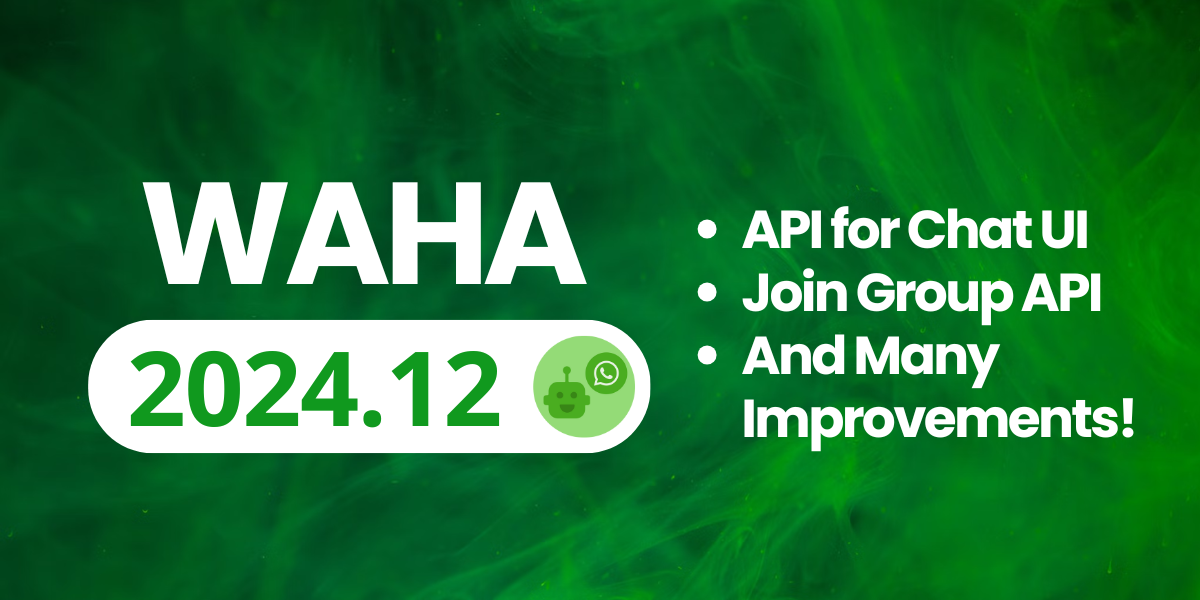 WAHA
2024.12
• API for Chat UI
• Join Group API
• And Many
Improvements!